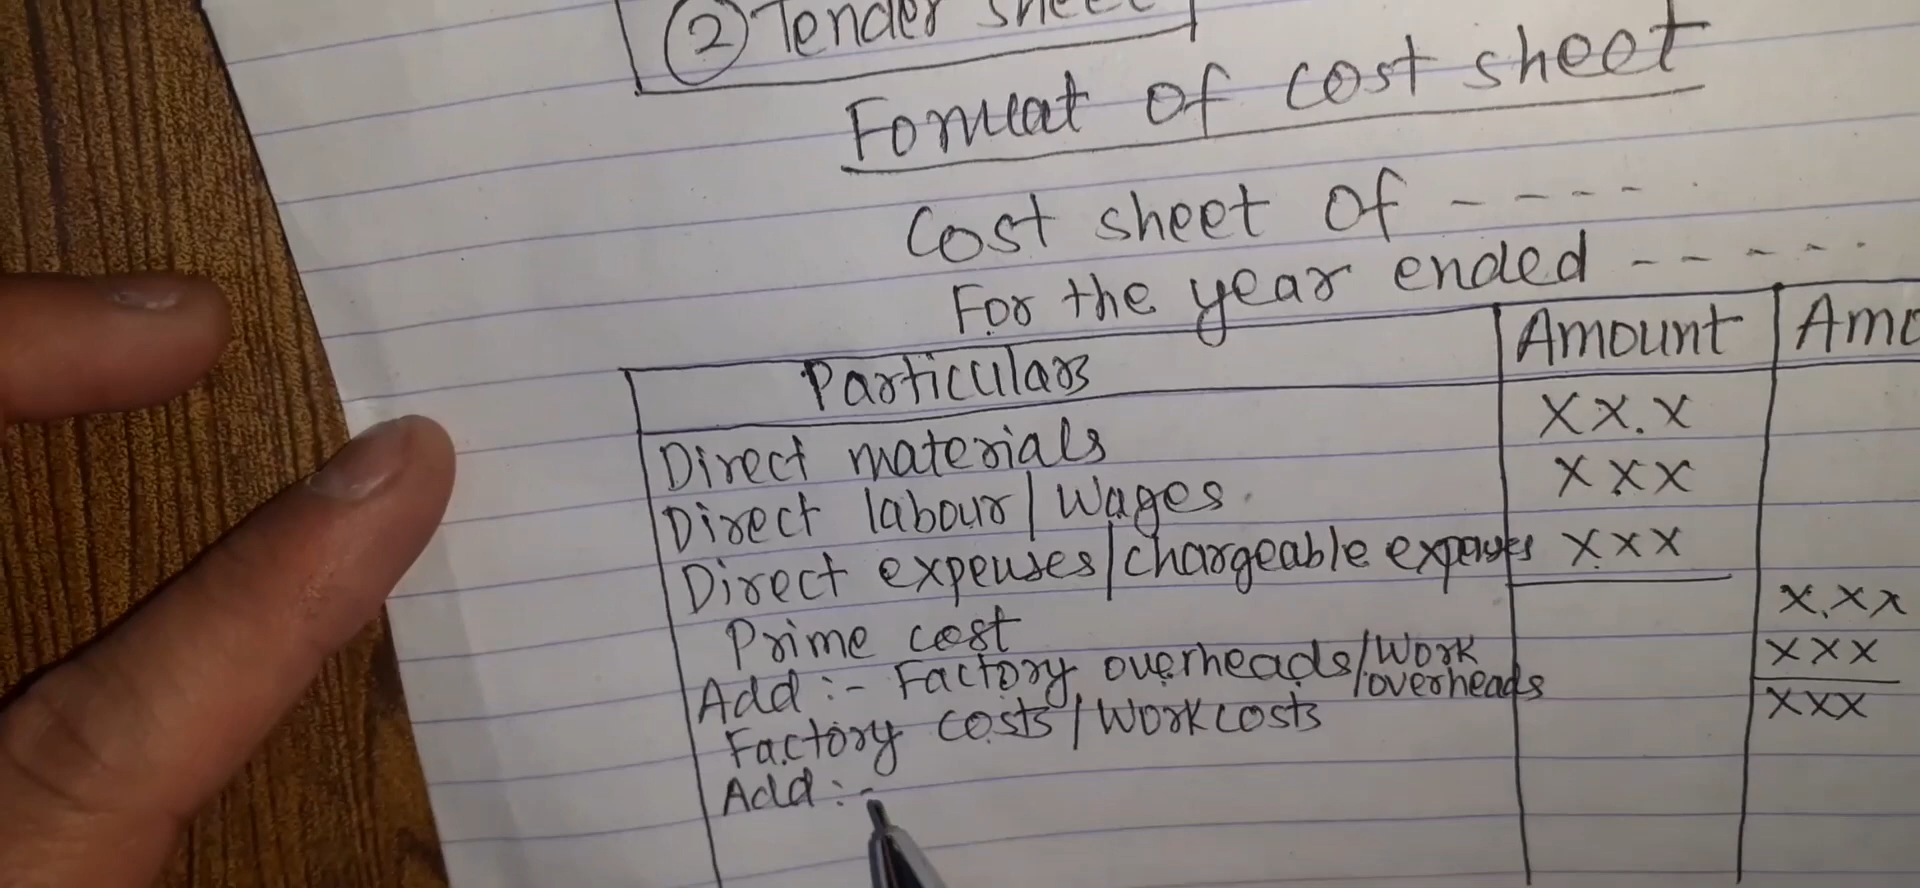 ② Tender sheet
Format of cost sheet
Cost sheet of - - - -
For the year ended - - - - -
Particulars Amount Amo
Direct materials XX.X
Direct labour/Wages. XXX
Direct expenses/chargeable expenses XXX
Prime cost X.XX
Add :- Factory overheads/Work overheads XXX
Factory costs/Work costs XXX
Add :-